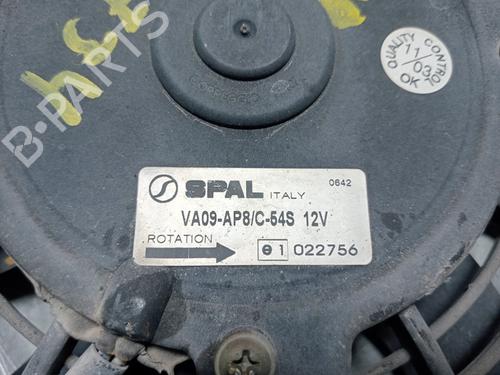 QUALITY CONTROL
11
03
OK
B-PARTS
SPAL ITALY 0642
VA09-AP8/C-54S 12V
ROTATION e1 022756